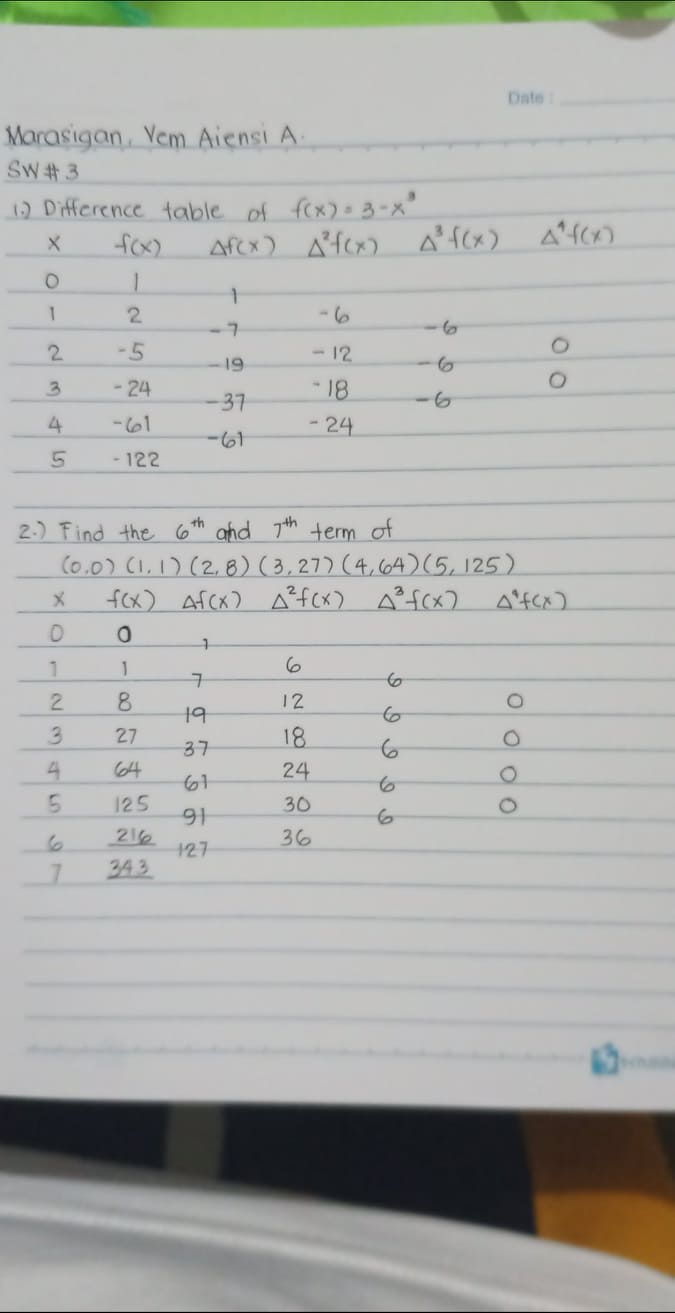 Date :
Marasigan, Yem Aiensi A.
SW # 3
1.) Difference table of f(x) = 3-x³
x f(x) Δf(x) Δ²f(x) Δ³f(x) Δ⁴f(x)
0 1
1
1 2 -6
-7 -6
2 -5 -12 0
-19 -6
3 -24 -18 0
-37 -6
4 -61 -24
-61
5 -122
2.) Find the 6th and 7th term of
(0,0) (1,1) (2,8) (3,27) (4,64) (5,125)
x f(x) Δf(x) Δ²f(x) Δ³f(x) Δ⁴f(x)
0 0
1
1 1 6
7 6
2 8 12 0
19 6
3 27 18 0
37 6
4 64 24 0
61 6
5 125 30 0
91 6
6 216 36
127
7 343